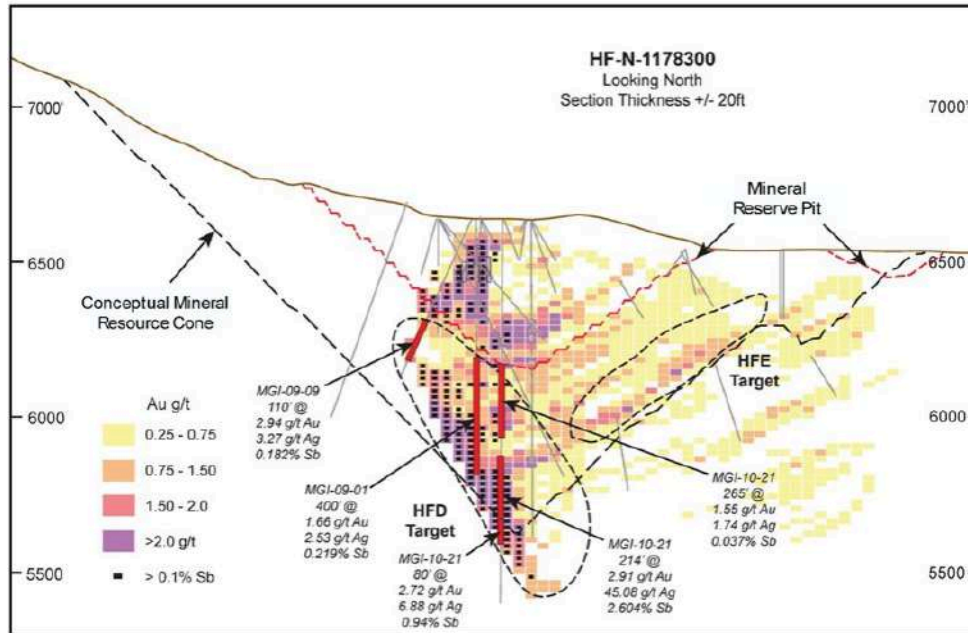 HF-N-1178300
Looking North
Section Thickness +/- 20ft
7000'
7000'
Mineral
Reserve Pit
6500
6500
Conceptual Mineral
Resource Cone
HFE
Target
MGI-09-09
110' @
2.94 g/t Au
3.27 g/t Ag
0.182% Sb
6000
6000
Au g/t
0.25 - 0.75
0.75 - 1.50
1.50 - 2.0
>2.0 g/t
> 0.1% Sb
MGI-09-01
400' @
1.66 g/t Au
2.53 g/t Ag
0.219% Sb
HFD
Target
MGI-10-21
265' @
1.55 g/t Au
1.74 g/t Ag
0.037% Sb
MGI-10-21
80' @
2.72 g/t Au
6.88 g/t Ag
0.94% Sb
MGI-10-21
214' @
2.91 g/t Au
45.08 g/t Ag
2.604% Sb
5500
5500